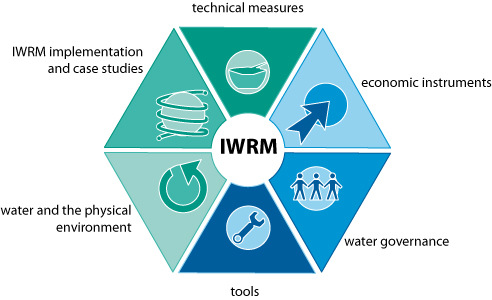 technical measures
IWRM implementation
and case studies
economic instruments
IWRM
water and the physical
environment
water governance
tools